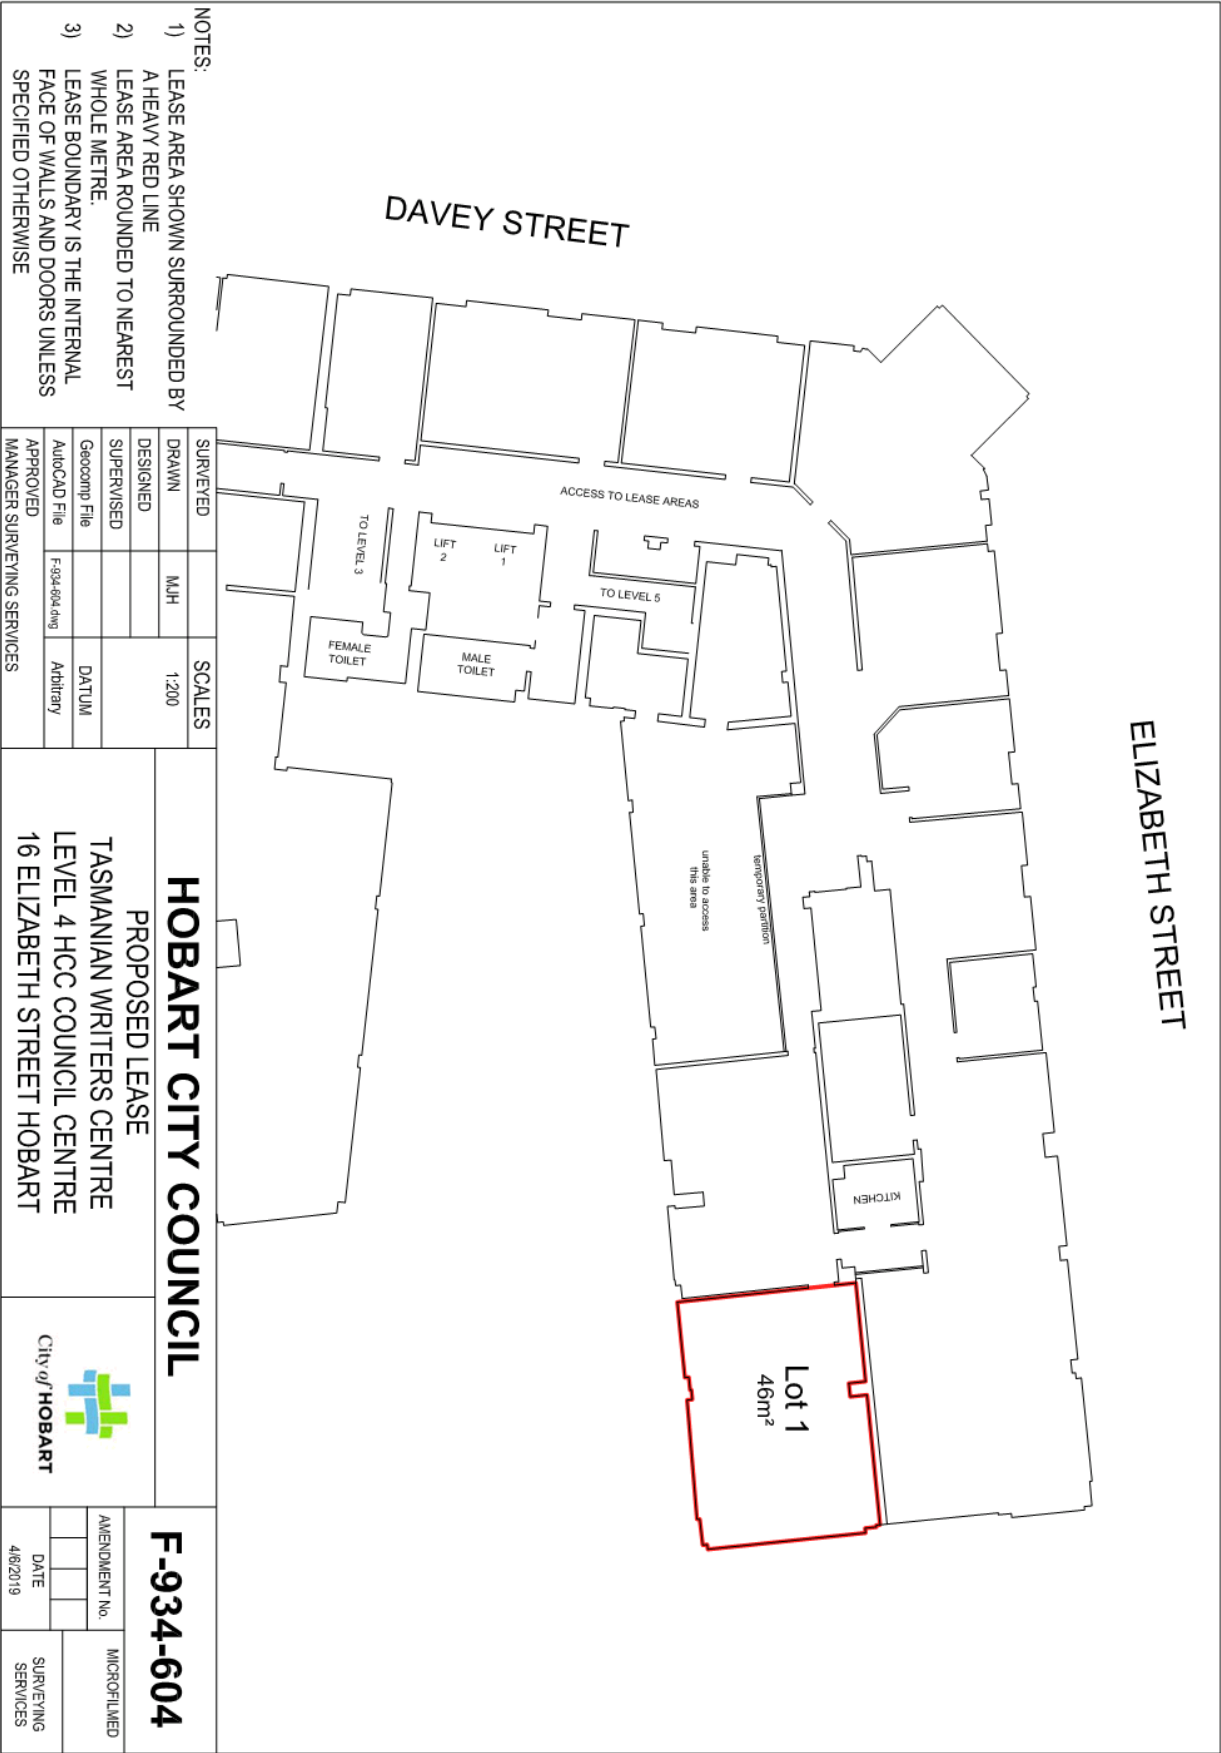 DAVEY STREET
ELIZABETH STREET
ACCESS TO LEASE AREAS
TO LEVEL 3
LIFT
2
LIFT
1
TO LEVEL 5
FEMALE
TOILET
MALE
TOILET
unable to access
this area
temporary partition
KITCHEN
Lot 1
46m²
NOTES:
1) LEASE AREA SHOWN SURROUNDED BY
A HEAVY RED LINE
2) LEASE AREA ROUNDED TO NEAREST
WHOLE METRE.
3) LEASE BOUNDARY IS THE INTERNAL
FACE OF WALLS AND DOORS UNLESS
SPECIFIED OTHERWISE
SURVEYED
SCALES
DRAWN MJH 1:200
DESIGNED
SUPERVISED
Geocomp File DATUM
AutoCAD File F-934-604.dwg Arbitrary
APPROVED
MANAGER SURVEYING SERVICES
HOBART CITY COUNCIL
PROPOSED LEASE
TASMANIAN WRITERS CENTRE
LEVEL 4 HCC COUNCIL CENTRE
16 ELIZABETH STREET HOBART
City of HOBART
F-934-604
AMENDMENT No.
MICROFILMED
DATE
4/6/2019
SURVEYING
SERVICES